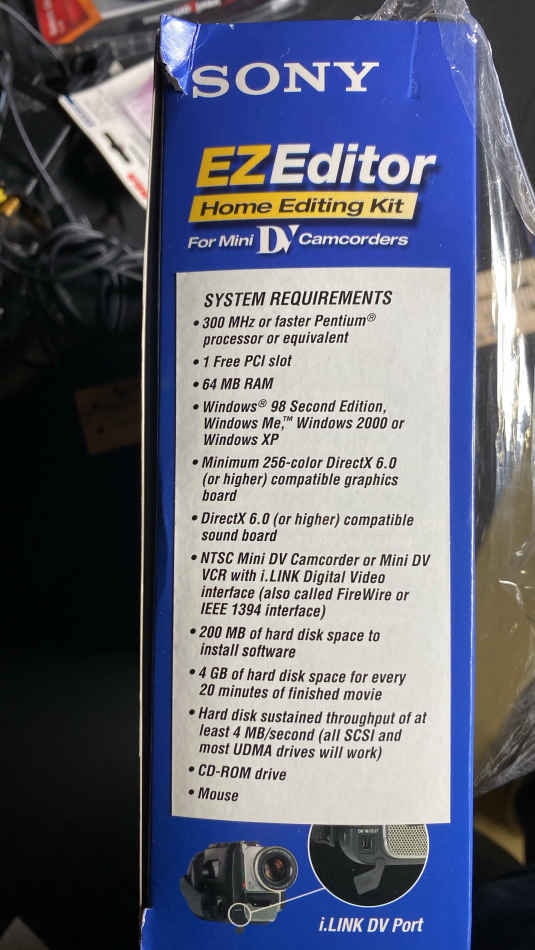 SONY
EZEditor
Home Editing Kit
For Mini DV Camcorders
SYSTEM REQUIREMENTS
• 300 MHz or faster Pentium®
processor or equivalent
• 1 Free PCI slot
• 64 MB RAM
• Windows® 98 Second Edition,
Windows Me,™ Windows 2000 or
Windows XP
• Minimum 256-color DirectX 6.0
(or higher) compatible graphics
board
• DirectX 6.0 (or higher) compatible
sound board
• NTSC Mini DV Camcorder or Mini DV
VCR with i.LINK Digital Video
interface (also called FireWire or
IEEE 1394 interface)
• 200 MB of hard disk space to
install software
• 4 GB of hard disk space for every
20 minutes of finished movie
• Hard disk sustained throughput of at
least 4 MB/second (all SCSI and
most UDMA drives will work)
• CD-ROM drive
• Mouse
i.LINK DV Port